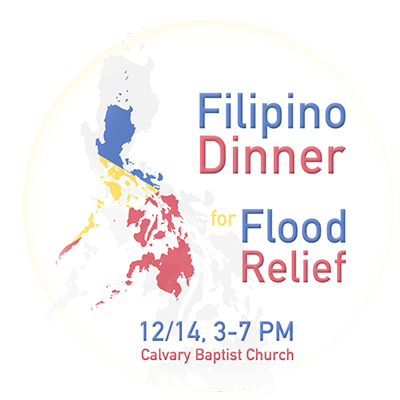 Filipino
Dinner
for Flood
Relief
12/14, 3-7 PM
Calvary Baptist Church